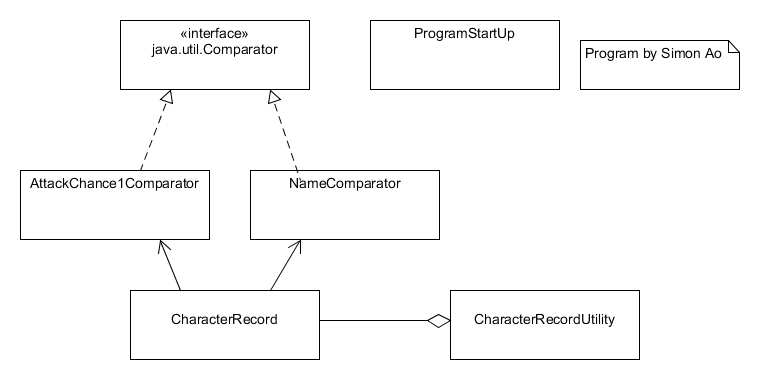 «interface»
java.util.Comparator
ProgramStartUp
Program by Simon Ao
AttackChance1Comparator
NameComparator
CharacterRecord
CharacterRecordUtility